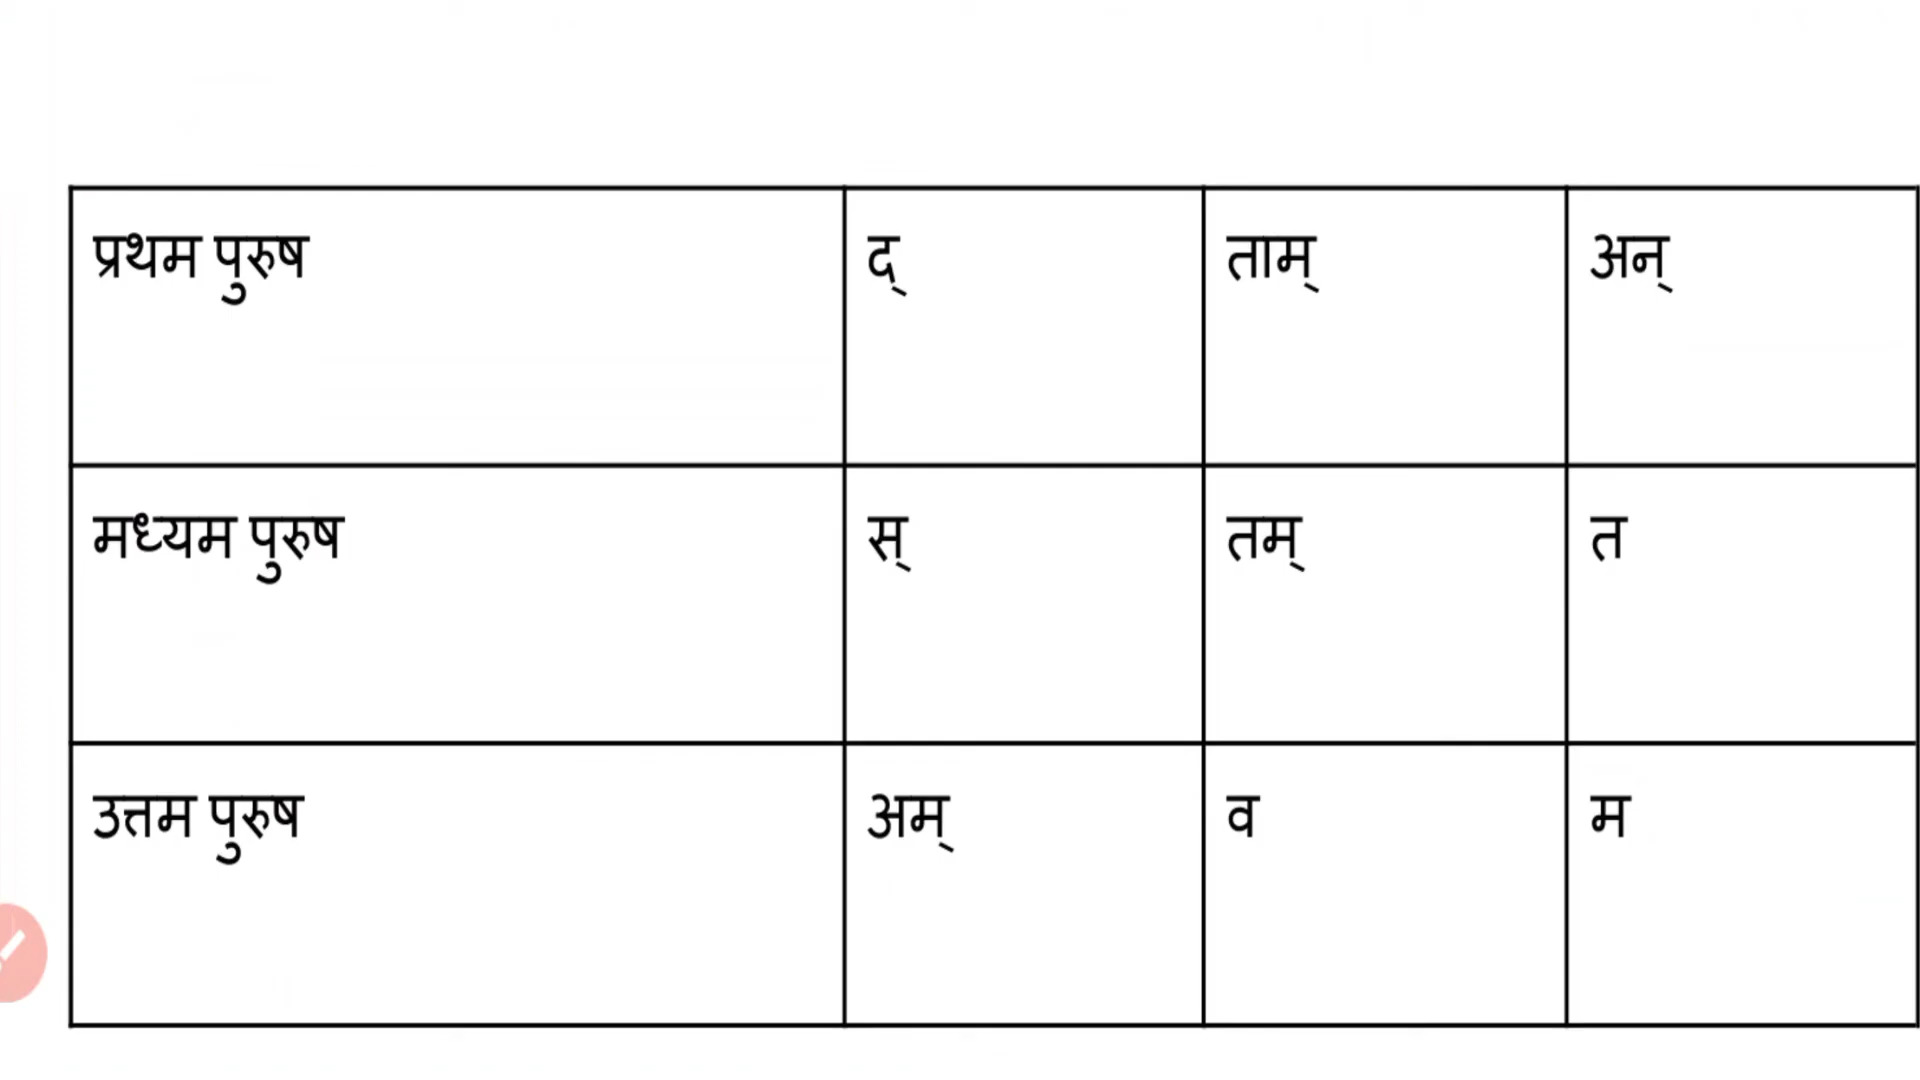 प्रथम पुरुष द् ताम् अन्
मध्यम पुरुष स् तम् त
उत्तम पुरुष अम् व म